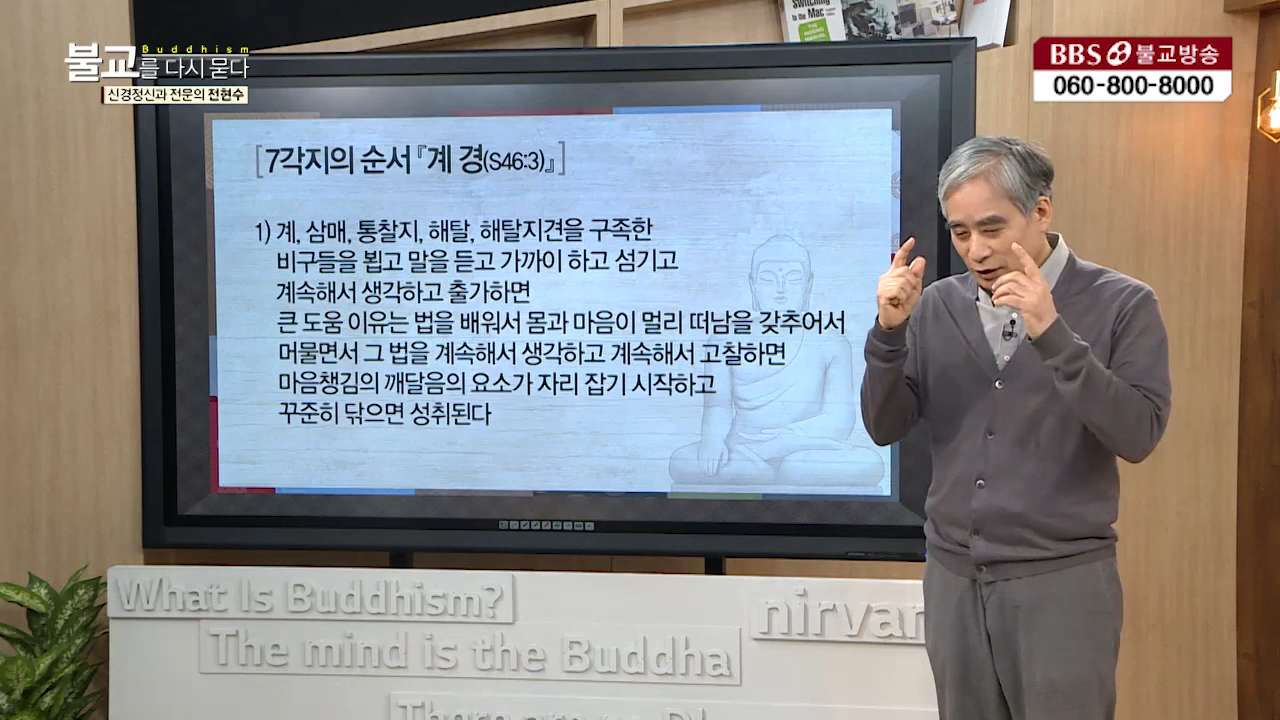 Buddhism
불교를 다시 묻다
신경정신과 전문의 전현수
BBS 불교방송
060-800-8000
Switching
to the Mac
THE
MISSING
MANUAL
[7각지의 순서 『계 경(S46:3)』]
1) 계, 삼매, 통찰지, 해탈, 해탈지견을 구족한
비구들을 뵙고 말을 듣고 가까이 하고 섬기고
계속해서 생각하고 출가하면
큰 도움 이유는 법을 배워서 몸과 마음이 멀리 떠남을 갖추어서
머물면서 그 법을 계속해서 생각하고 계속해서 고찰하면
마음챙김의 깨달음의 요소가 자리 잡기 시작하고
꾸준히 닦으면 성취된다
What Is Buddhism?
nirvan
The mind is the Buddha